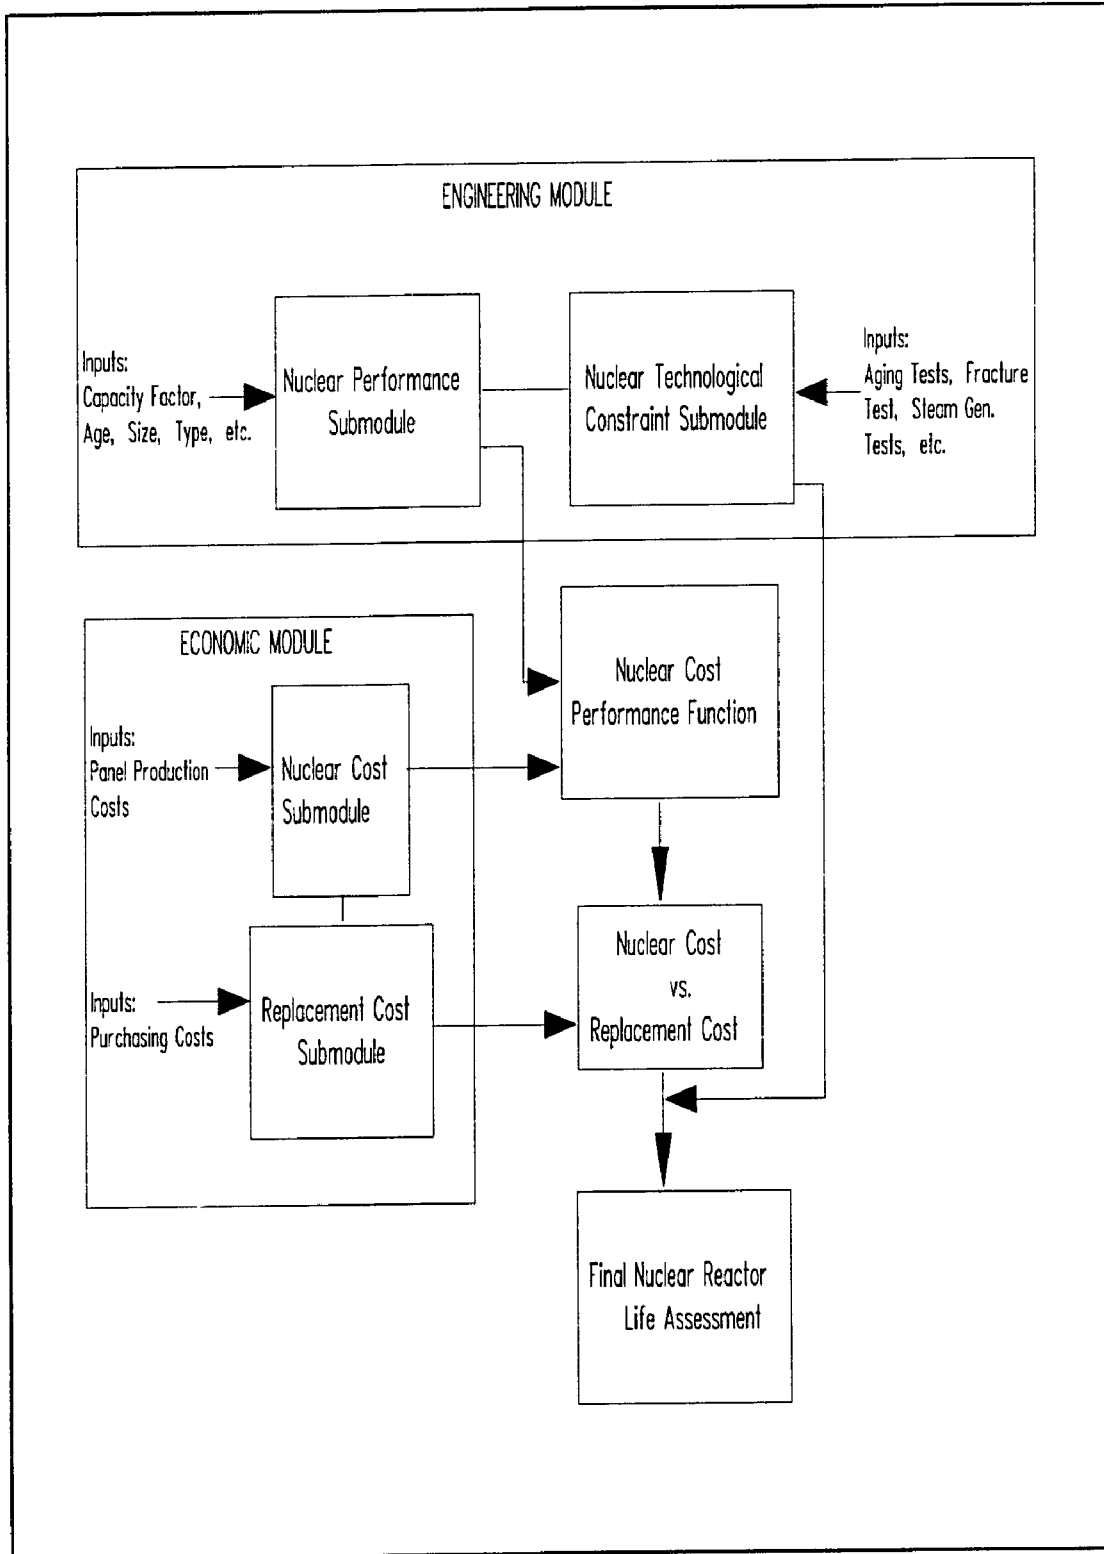 ENGINEERING MODULE
Inputs:
Capacity Factor,
Age, Size, Type, etc.
Nuclear Performance
Submodule
Nuclear Technological
Constraint Submodule
Inputs:
Aging Tests, Fracture
Test, Steam Gen.
Tests, etc.
ECONOMIC MODULE
Inputs:
Panel Production
Costs
Nuclear Cost
Submodule
Nuclear Cost
Performance Function
Inputs:
Purchasing Costs
Replacement Cost
Submodule
Nuclear Cost
vs.
Replacement Cost
Final Nuclear Reactor
Life Assessment